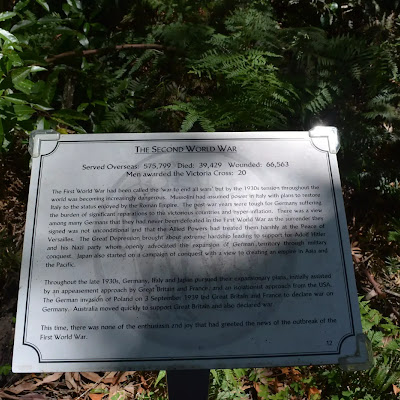 THE SECOND WORLD WAR
Served Overseas: 575,799 Died: 39,429 Wounded: 66,563
Men awarded the Victoria Cross: 20
The First World War had been called the 'war to end all wars' but by the 1930s tension throughout the
world was becoming increasingly dangerous. Mussolini had assumed power in Italy with plans to restore
Italy to the status enjoyed by the Roman Empire. The post war years were tough for Germany suffering
the burden of significant reparations to the victorious countries and hyper-inflation. There was a view
among many Germans that they had never been defeated in the First World War as the surrender they
signed was not unconditional and that the Allied Powers had treated them harshly at the Peace of
Versailles. The Great Depression brought about extreme hardship leading to support for Adolf Hitler
and his Nazi party who openly advocated the expansion of German territory through military
conquest. Japan also started on a campaign of conquest with a view to creating an empire in Asia and
the Pacific.
Throughout the late 1930s, Germany, Italy and Japan pursued their expansionary plans, initially assisted
by an appeasement approach by Great Britain and France, and an isolationist approach from the USA.
The German invasion of Poland on 3 September 1939 led Great Britain and France to declare war on
Germany. Australia moved quickly to support Great Britain and also declared war.
This time, there was none of the enthusiasm and joy that had greeted the news of the outbreak of the
First World War.
12